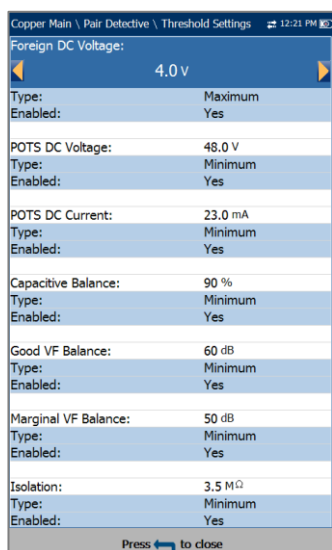 Copper Main \ Pair Detective \ Threshold Settings 12:21 PM
Foreign DC Voltage:
4.0 V
Type: Maximum
Enabled: Yes
POTS DC Voltage: 48.0 V
Type: Minimum
Enabled: Yes
POTS DC Current: 23.0 mA
Type: Minimum
Enabled: Yes
Capacitive Balance: 90 %
Type: Minimum
Enabled: Yes
Good VF Balance: 60 dB
Type: Minimum
Enabled: Yes
Marginal VF Balance: 50 dB
Type: Minimum
Enabled: Yes
Isolation: 3.5 MΩ
Type: Minimum
Enabled: Yes
Press to close